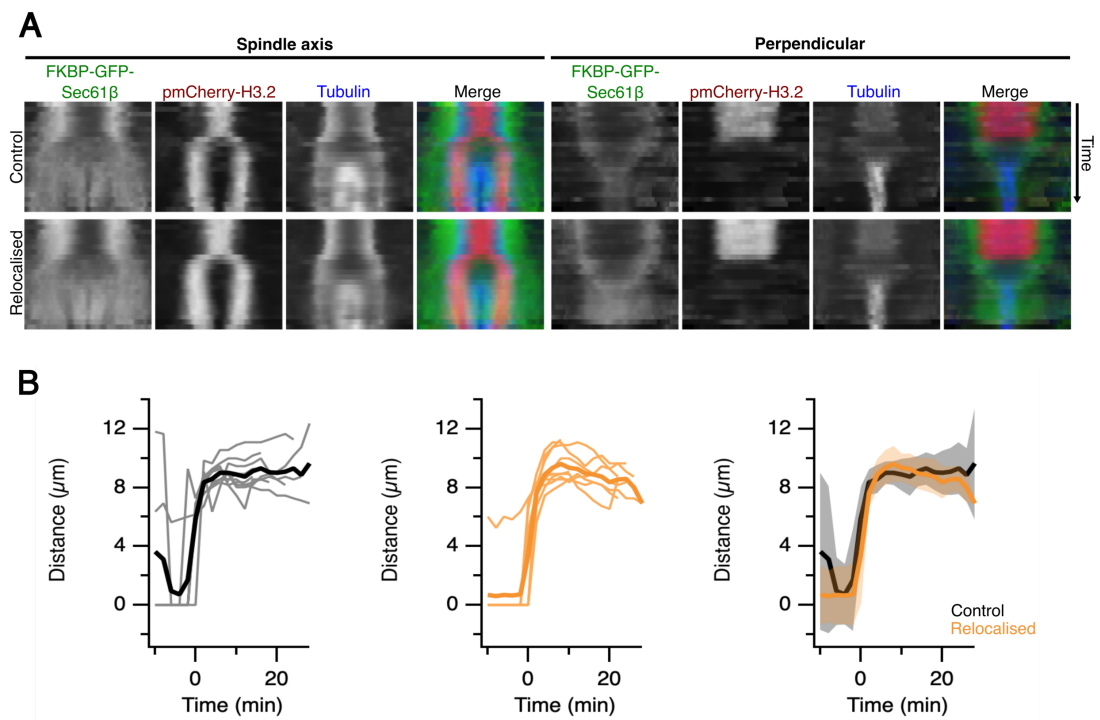 A
Spindle axis
Perpendicular
FKBP-GFP-
Sec61β
pmCherry-H3.2
Tubulin
Merge
FKBP-GFP-
Sec61β
pmCherry-H3.2
Tubulin
Merge
Control
Relocalised
Time
B
Distance (µm)
12
8
4
0
0
20
Time (min)
Distance (µm)
12
8
4
0
0
20
Time (min)
Distance (µm)
12
8
4
0
0
20
Time (min)
Control
Relocalised